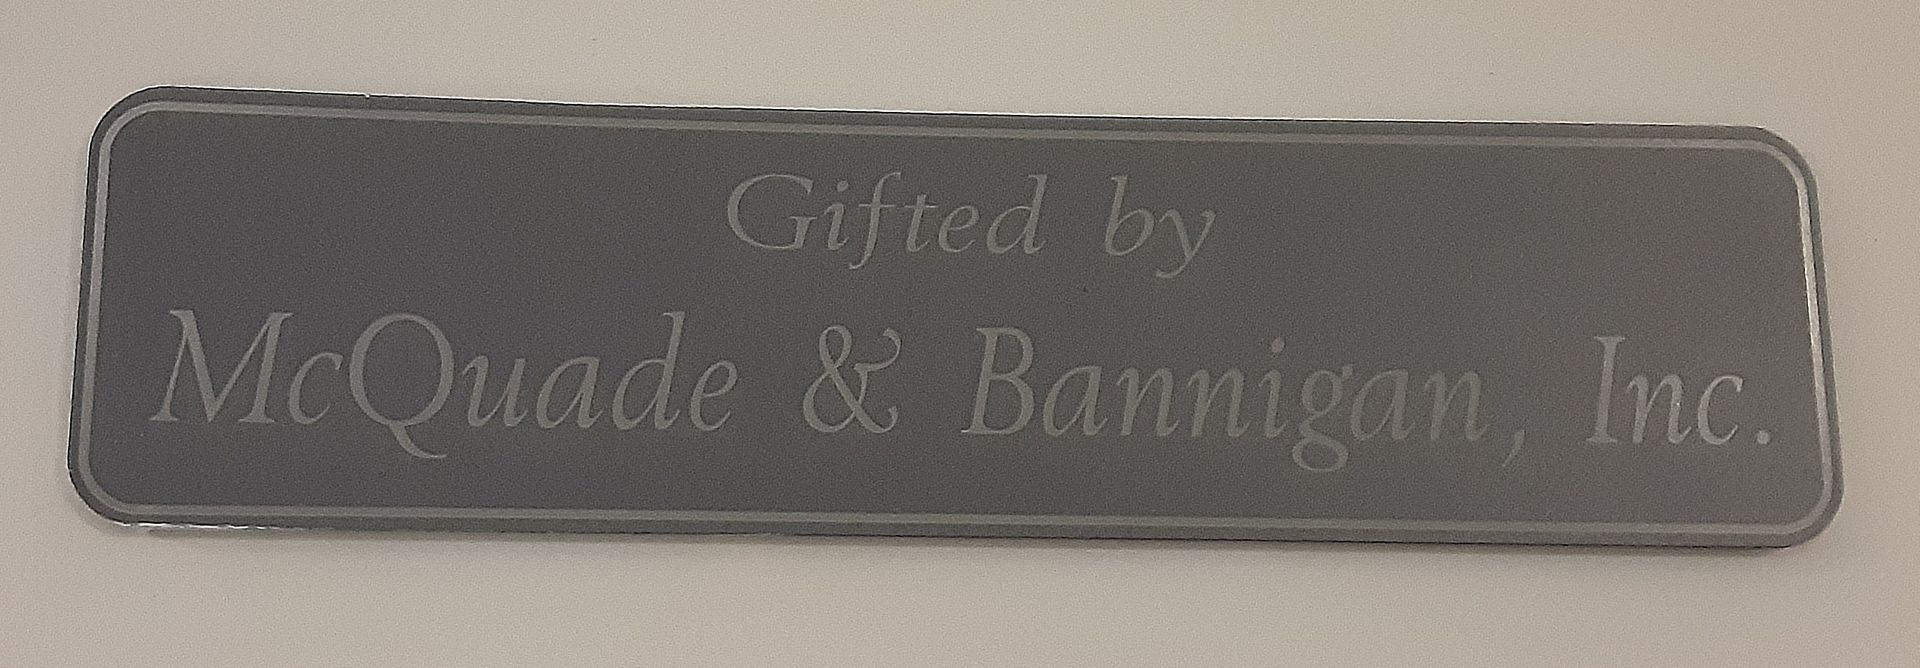 Gifted by
McQuade & Bannigan, Inc.